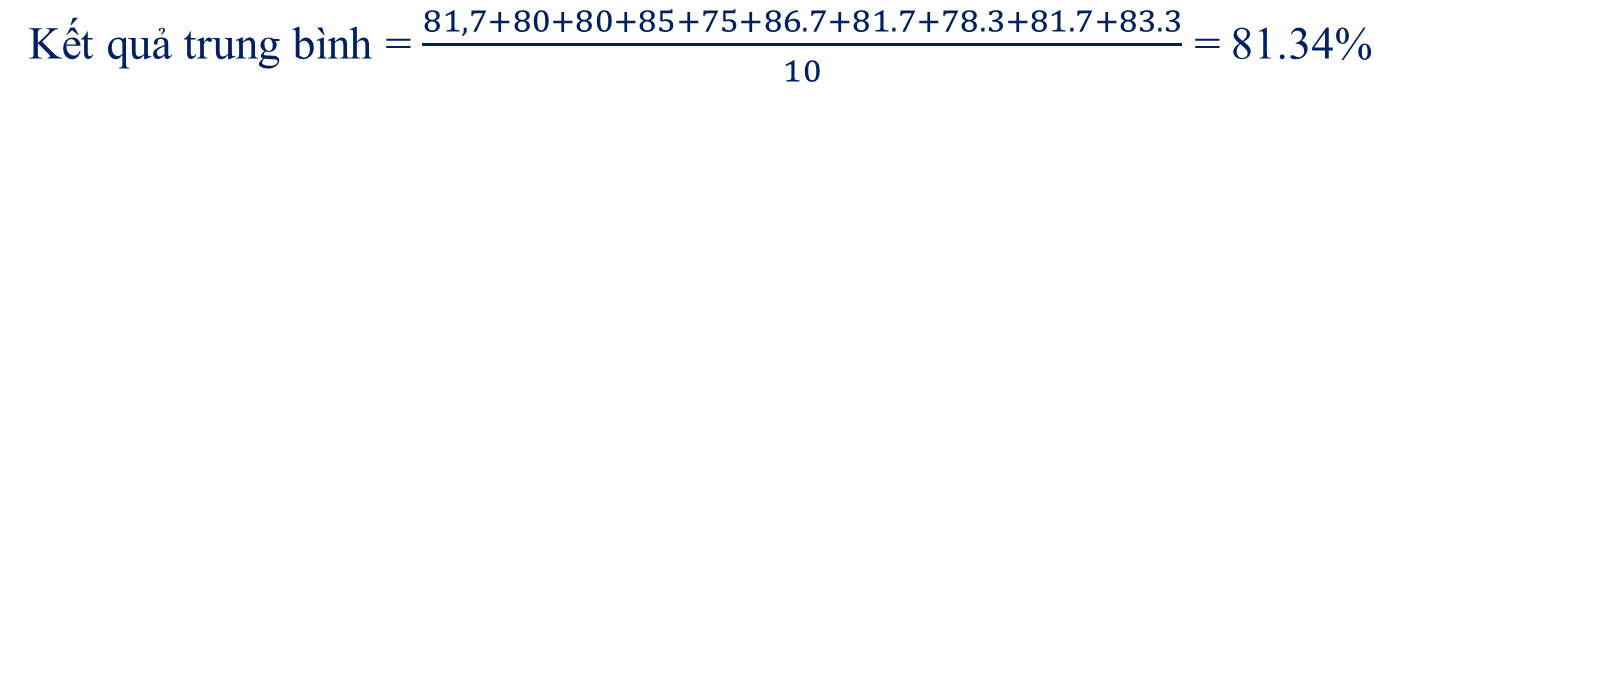 Kết quả trung bình = \frac{81,7+80+80+85+75+86.7+81.7+78.3+81.7+83.3}{10} = 81.34%